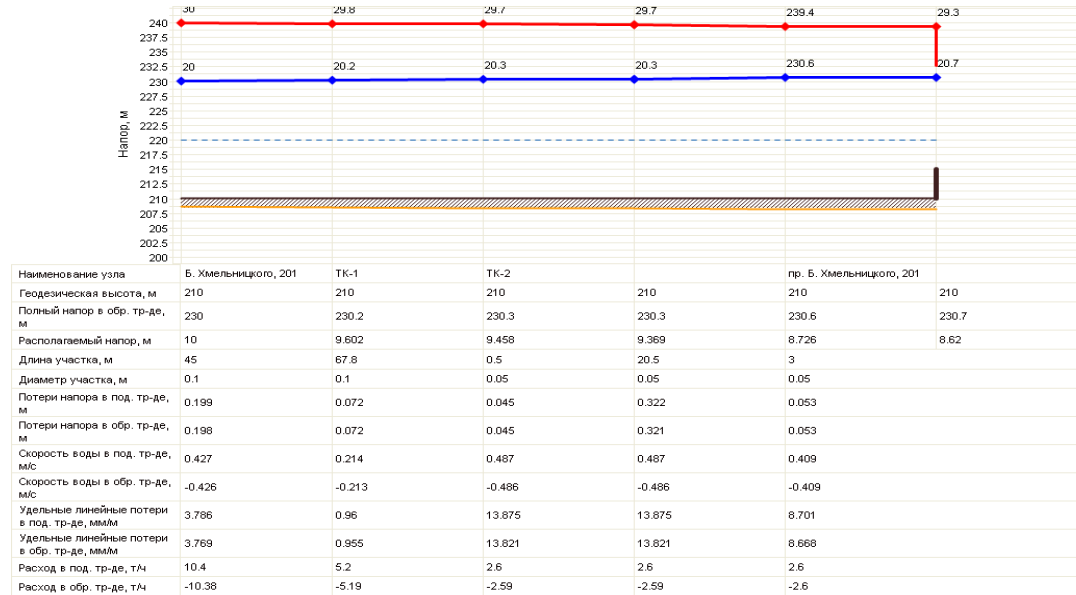 30 29.8 29.7 29.7 239.4 29.3
240
237.5
235
232.5
20 20.2 20.3 20.3 230.6 20.7
230
227.5
225
222.5
220
217.5
215
212.5
210
207.5
205
202.5
200
Напор, м
Наименование узла Б. Хмельницкого, 201 ТК-1 ТК-2 пр. Б. Хмельницкого, 201
Геодезическая высота, м 210 210 210 210 210 210
Полный напор в обр. тр-де,
м 230 230.2 230.3 230.3 230.6 230.7
Располагаемый напор, м 10 9.602 9.458 9.369 8.726 8.62
Длина участка, м 45 67.8 0.5 20.5 3
Диаметр участка, м 0.1 0.1 0.05 0.05 0.05
Потери напора в под. тр-де,
м 0.199 0.072 0.045 0.322 0.053
Потери напора в обр. тр-де,
м 0.198 0.072 0.045 0.321 0.053
Скорость воды в под. тр-де,
м/с 0.427 0.214 0.487 0.487 0.409
Скорость воды в обр. тр-де,
м/с -0.426 -0.213 -0.486 -0.486 -0.409
Удельные линейные потери
в под. тр-де, мм/м 3.786 0.96 13.875 13.875 8.701
Удельные линейные потери
в обр. тр-де, мм/м 3.769 0.955 13.821 13.821 8.668
Расход в под. тр-де, т/ч 10.4 5.2 2.6 2.6 2.6
Расход в обр. тр-де, т/ч -10.38 -5.19 -2.59 -2.59 -2.6